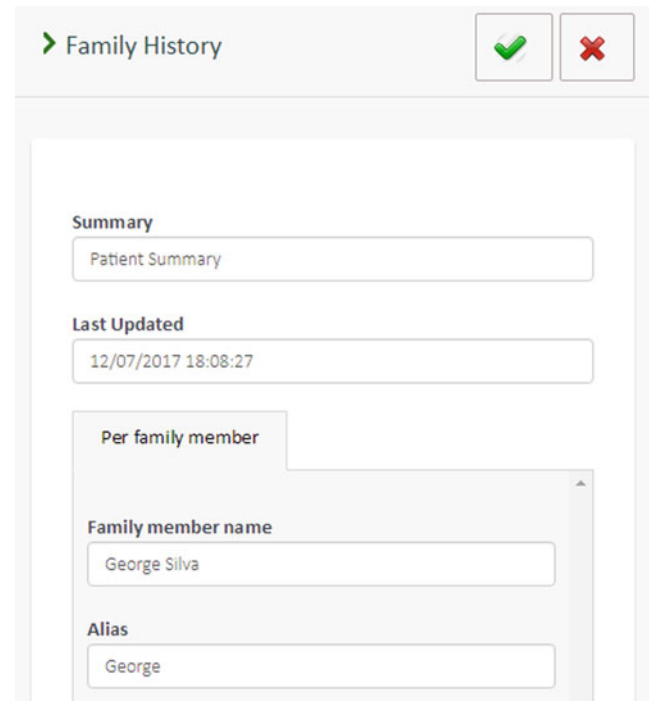 Family History
Summary
Patient Summary
Last Updated
12/07/2017 18:08:27
Per family member
Family member name
George Silva
Alias
George